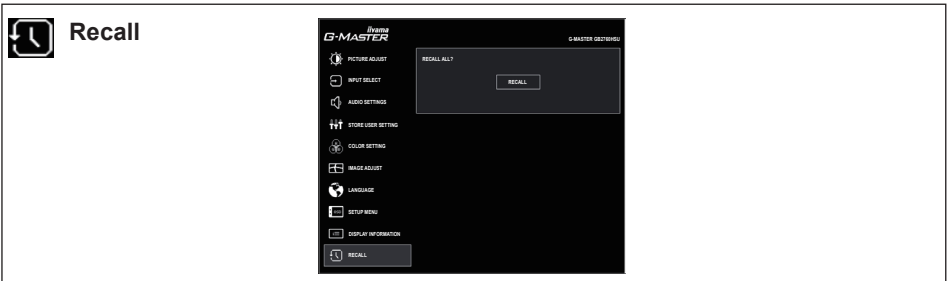 Recall
iiyama
G-MASTER
G-MASTER GB2760HSU
PICTURE ADJUST
RECALL ALL?
INPUT SELECT
RECALL
AUDIO SETTINGS
STORE USER SETTING
COLOR SETTING
IMAGE ADJUST
LANGUAGE
SETUP MENU
DISPLAY INFORMATION
RECALL